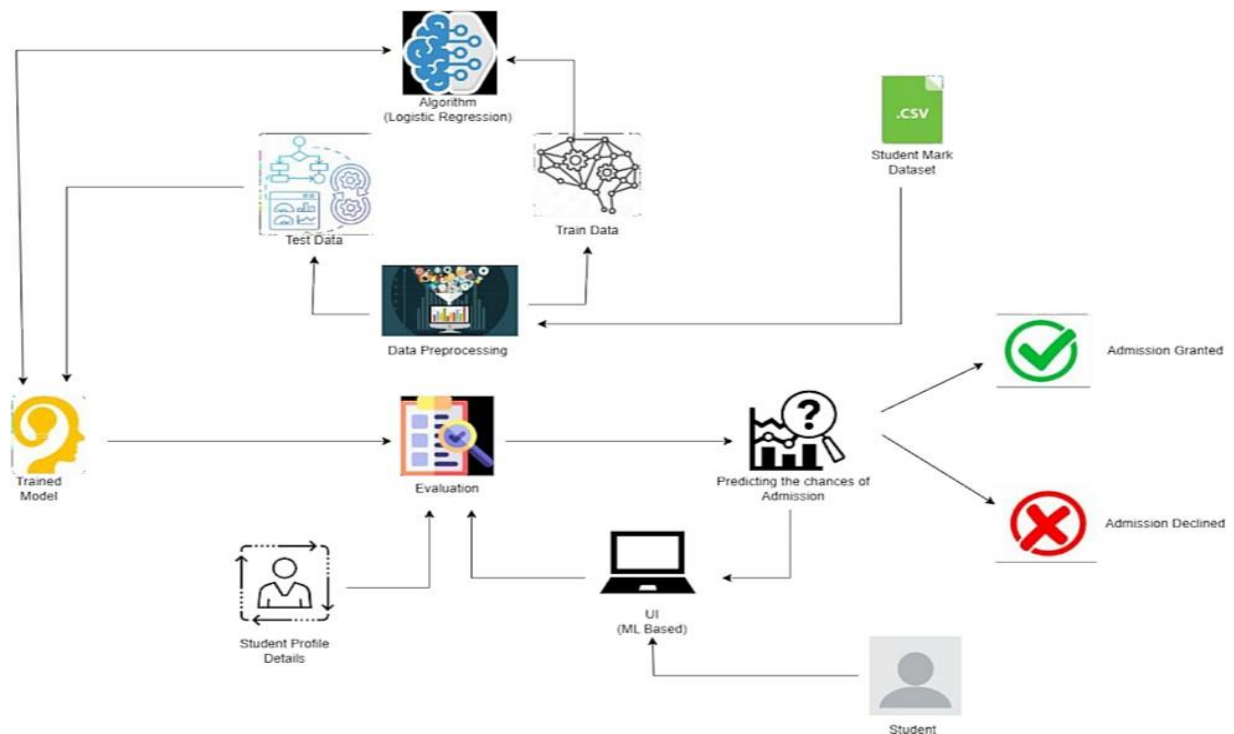 Algorithm
(Logistic Regression)
.CSV
Student Mark
Dataset
Test Data
Train Data
Data Preprocessing
Admission Granted
Trained
Model
Evaluation
?
Predicting the chances of
Admission
Admission Declined
Student Profile
Details
UI
(ML Based)
Student